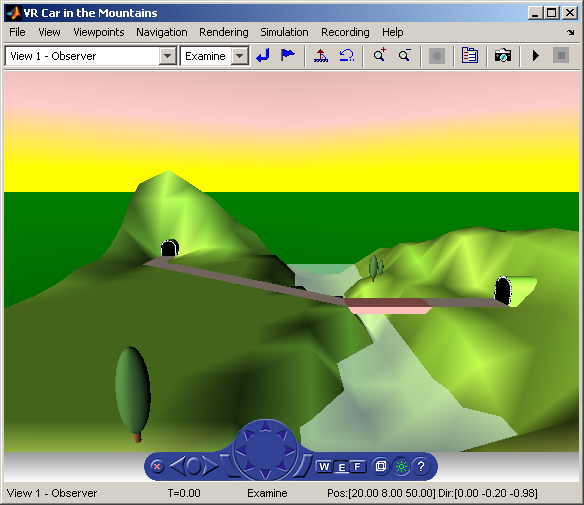 VR Car in the Mountains
File View Viewpoints Navigation Rendering Simulation Recording Help
View 1 - Observer Examine
W E F ?
View 1 - Observer T=0.00 Examine Pos:[20.00 8.00 50.00] Dir:[0.00 -0.20 -0.98]